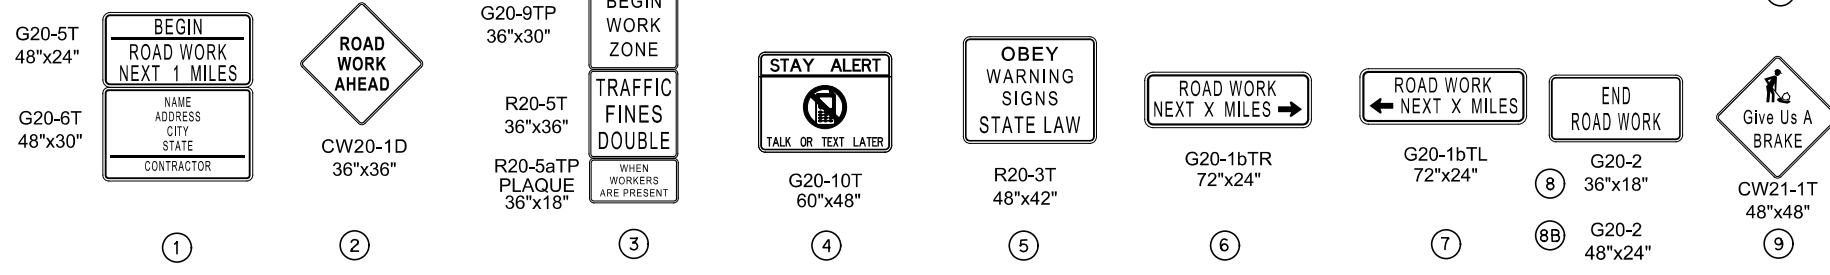 G20-5T
48"x24"
BEGIN
ROAD WORK
NEXT 1 MILES
G20-6T
48"x30"
NAME
ADDRESS
CITY
STATE
CONTRACTOR
1
ROAD
WORK
AHEAD
CW20-1D
36"x36"
2
G20-9TP
36"x30"
BEGIN
WORK
ZONE
R20-5T
36"x36"
TRAFFIC
FINES
DOUBLE
R20-5aTP
PLAQUE
36"x18"
WHEN
WORKERS
ARE PRESENT
3
STAY ALERT
TALK OR TEXT LATER
G20-10T
60"x48"
4
OBEY
WARNING
SIGNS
STATE LAW
R20-3T
48"x42"
5
ROAD WORK
NEXT X MILES
G20-1bTR
72"x24"
6
ROAD WORK
NEXT X MILES
G20-1bTL
72"x24"
7
END
ROAD WORK
8
G20-2
36"x18"
8B
G20-2
48"x24"
Give Us A
BRAKE
CW21-1T
48"x48"
9